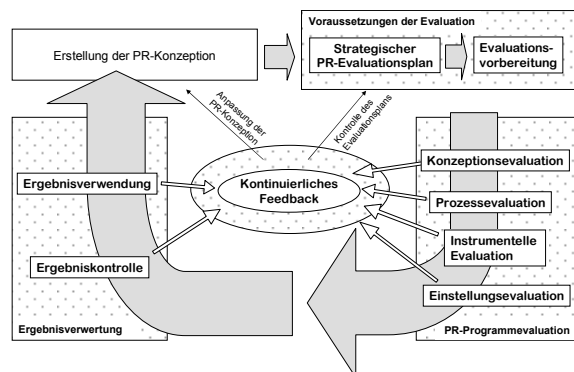 Voraussetzungen der Evaluation
Erstellung der PR-Konzeption
Strategischer
PR-Evaluationsplan
Evaluations-
vorbereitung
Anpassung der
PR-Konzeption
Kontrolle des
Evaluationsplans
Konzeptionsevaluation
Ergebnisverwendung
Kontinuierliches
Feedback
Prozessevaluation
Instrumentelle
Evaluation
Ergebniskontrolle
Einstellungsevaluation
Ergebnisverwertung
PR-Programmevaluation